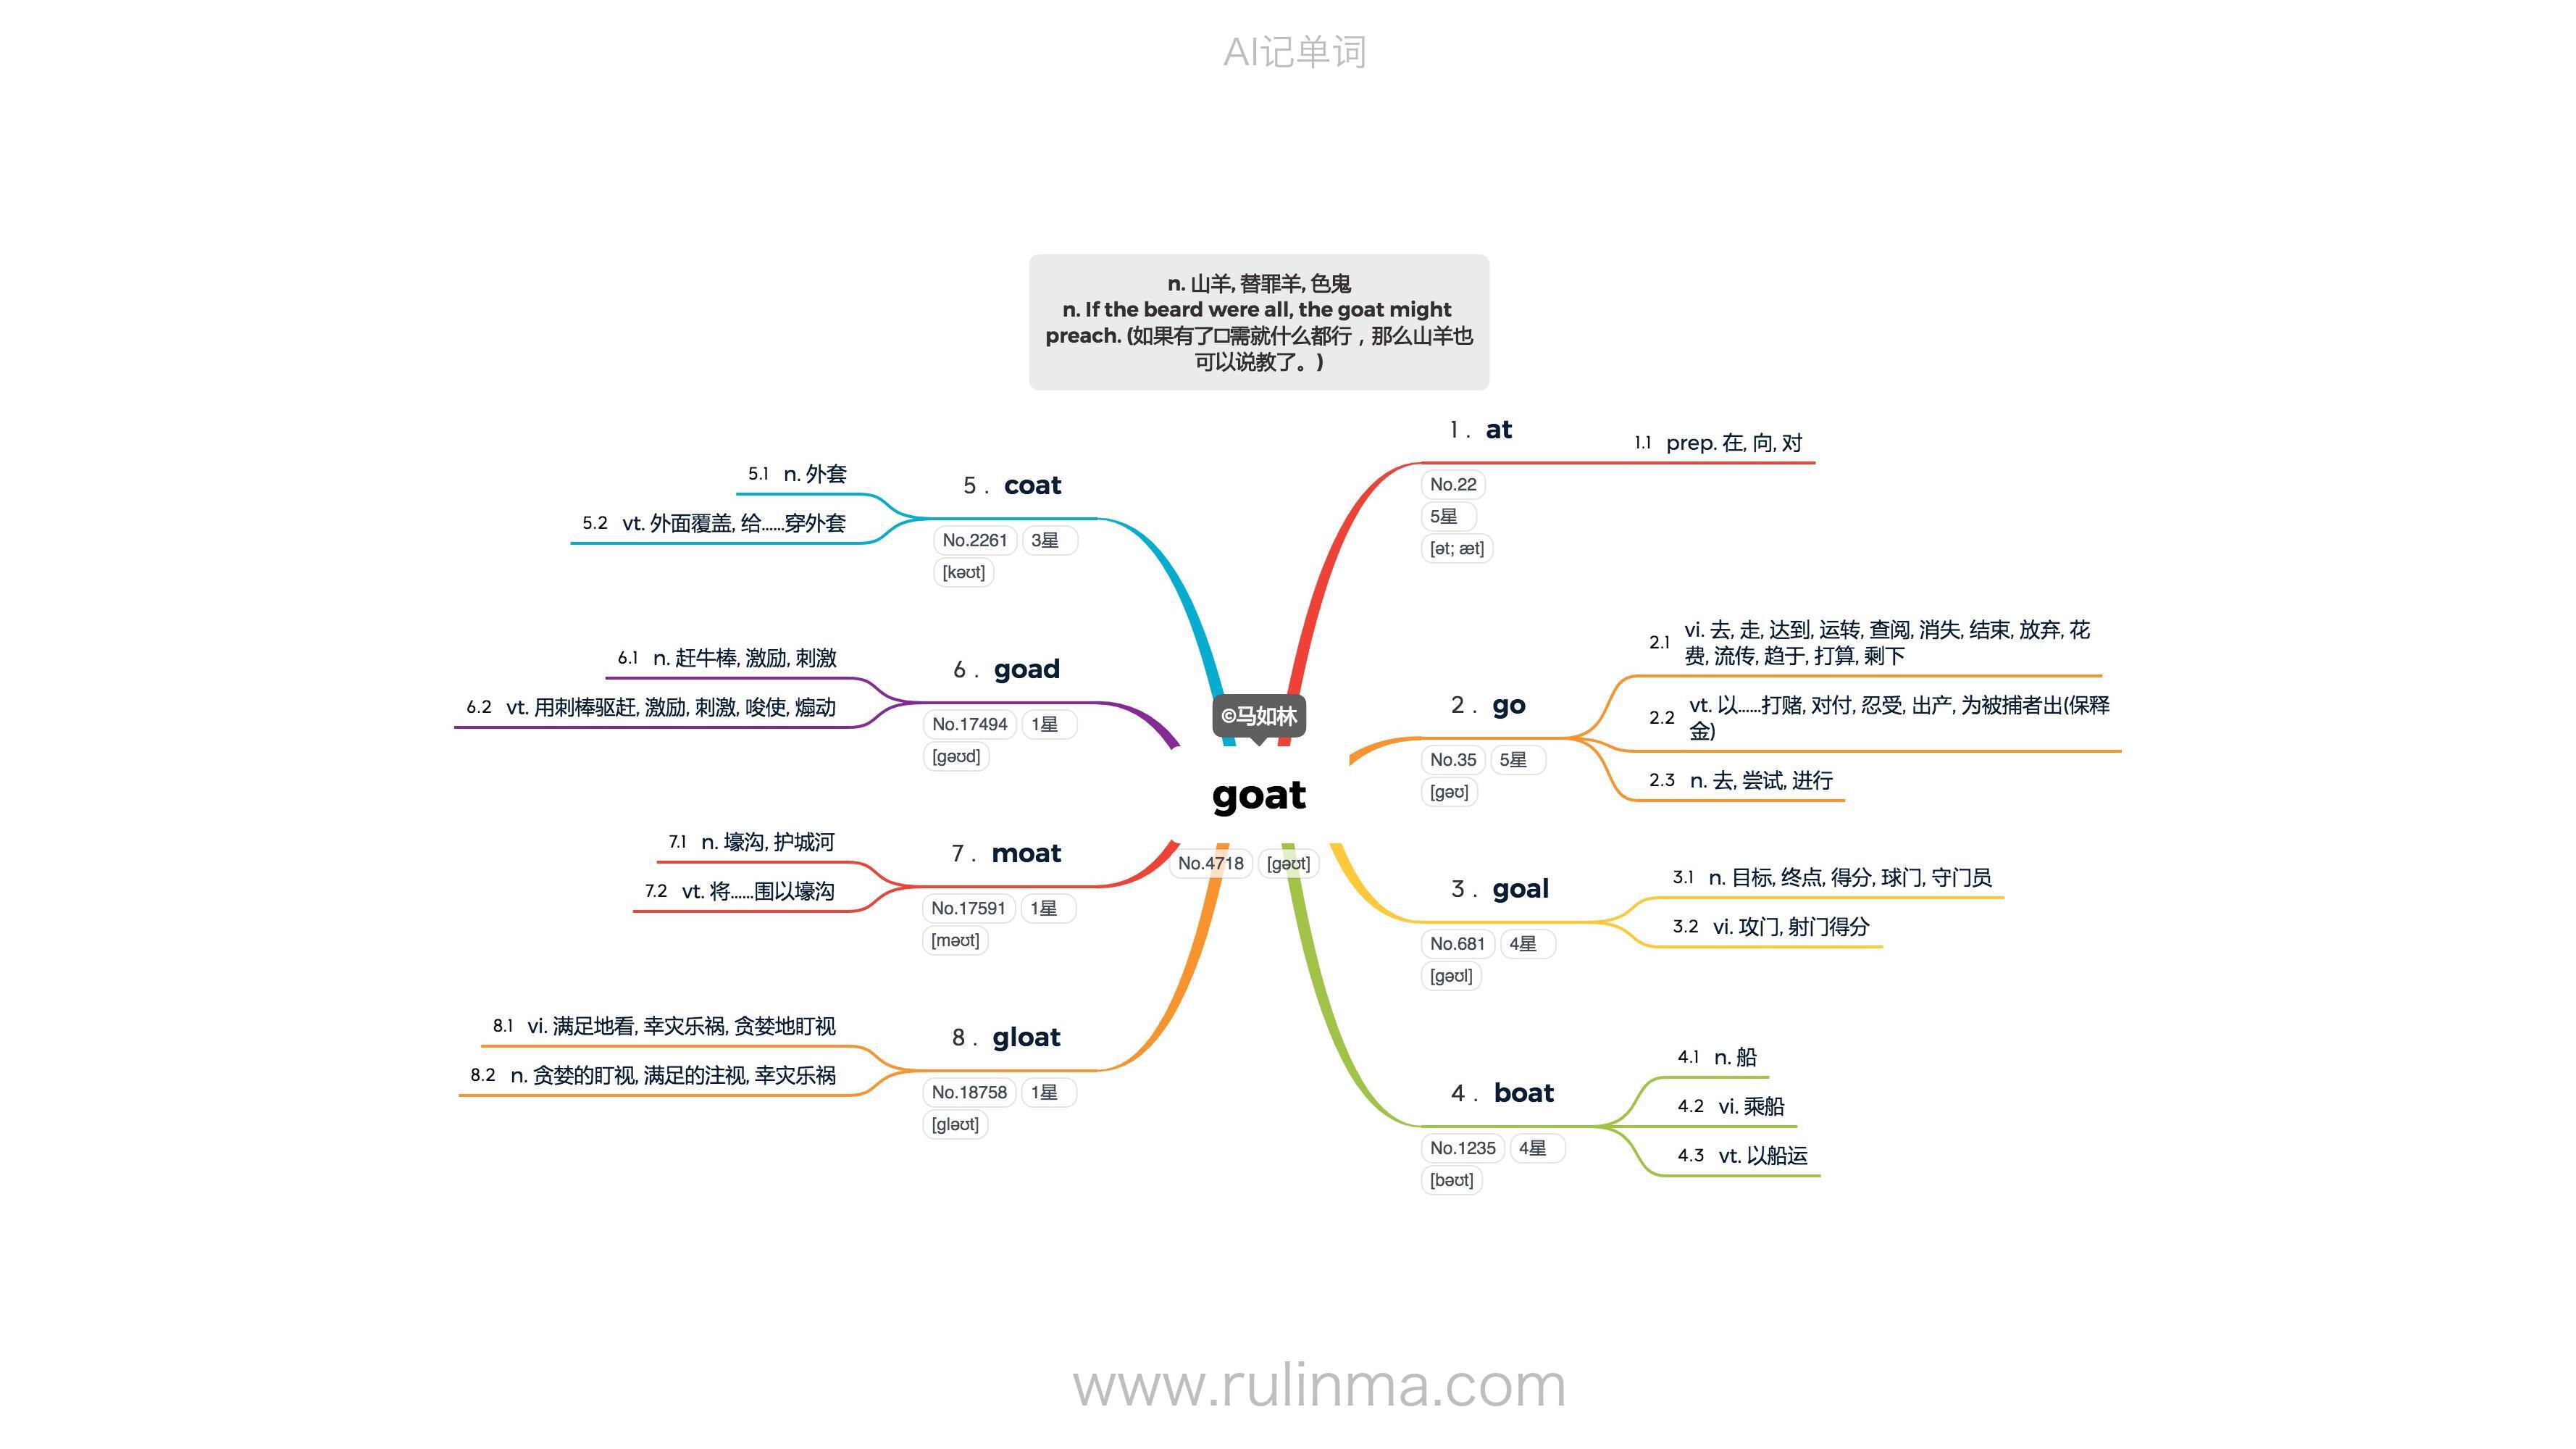 AI记单词
n. 山羊, 替罪羊, 色鬼
n. If the beard were all, the goat might
preach. (如果有了□需就什么都行，那么山羊也
可以说教了。)
©马如林
goat
No.4718 [gəʊt]
1. at
No.22
5星
[ət; æt]
1.1 prep. 在, 向, 对
2. go
No.35 5星
[gəʊ]
2.1 vi. 去, 走, 达到, 运转, 查阅, 消失, 结束, 放弃, 花
费, 流传, 趋于, 打算, 剩下
2.2 vt. 以......打赌, 对付, 忍受, 出产, 为被捕者出(保释
金)
2.3 n. 去, 尝试, 进行
3. goal
No.681 4星
[gəʊl]
3.1 n. 目标, 终点, 得分, 球门, 守门员
3.2 vi. 攻门, 射门得分
4. boat
No.1235 4星
[bəʊt]
4.1 n. 船
4.2 vi. 乘船
4.3 vt. 以船运
5. coat
No.2261 3星
[kəʊt]
5.1 n. 外套
5.2 vt. 外面覆盖, 给......穿外套
6. goad
No.17494 1星
[gəʊd]
6.1 n. 赶牛棒, 激励, 刺激
6.2 vt. 用刺棒驱赶, 激励, 刺激, 唆使, 煽动
7. moat
No.17591 1星
[məʊt]
7.1 n. 壕沟, 护城河
7.2 vt. 将......围以壕沟
8. gloat
No.18758 1星
[gləʊt]
8.1 vi. 满足地看, 幸灾乐祸, 贪婪地盯视
8.2 n. 贪婪的盯视, 满足的注视, 幸灾乐祸
www.rulinma.com